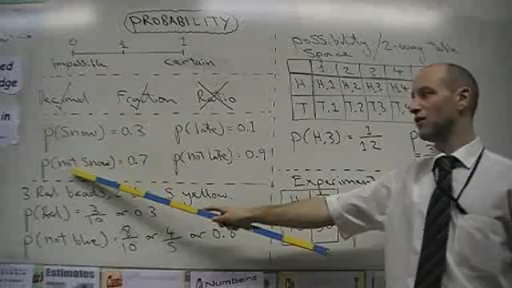 PROBABILITY
0 ½ 1
impossible certain
Decimal Fraction Ratio
p(Snow) = 0.3 p(late) = 0.1
p(not Snow) = 0.7 p(not late) = 0.9
3 Red beads, 5 yellow.
p(Red) = 3/10 or 0.3
p(not blue) = 8/10 or 4/5 or 0.8
possibility / 2-way Table
Space
1 2 3 4
H H,1 H,2 H,3 H,4
T T,1 T,2 T,3 T,4
p(H,3) = 1/12
Experiment
Estimates
Numbers